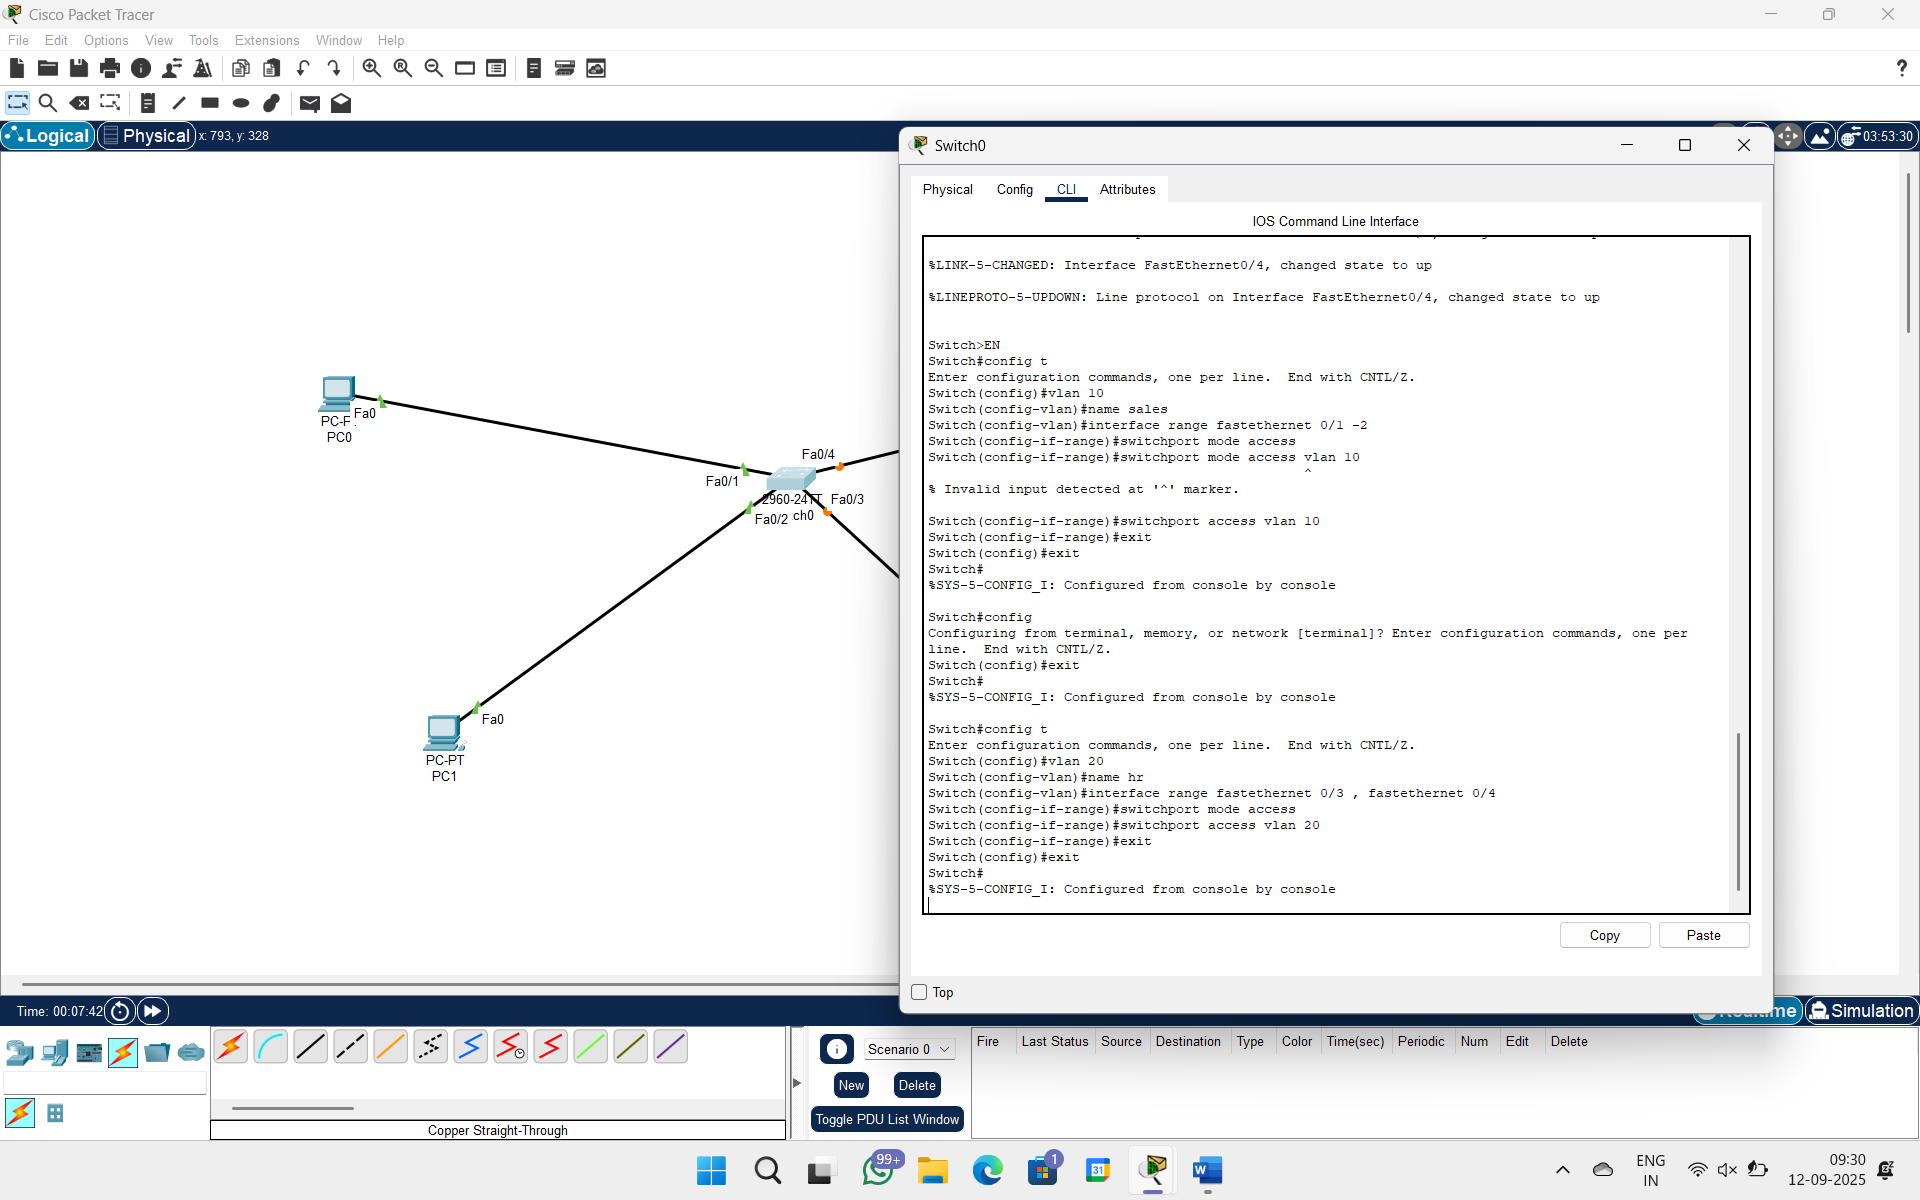 Cisco Packet Tracer
File Edit Options View Tools Extensions Window Help
?
Logical Physical x: 793, y: 328
03:53:30
Switch0
Physical Config CLI Attributes
IOS Command Line Interface
%LINK-5-CHANGED: Interface FastEthernet0/4, changed state to up
%LINEPROTO-5-UPDOWN: Line protocol on Interface FastEthernet0/4, changed state to up
Switch>EN
Switch#config t
Enter configuration commands, one per line.  End with CNTL/Z.
Switch(config)#vlan 10
Switch(config-vlan)#name sales
Switch(config-vlan)#interface range fastethernet 0/1 -2
Switch(config-if-range)#switchport mode access
Switch(config-if-range)#switchport mode access vlan 10
^
% Invalid input detected at '^' marker.
Switch(config-if-range)#switchport access vlan 10
Switch(config-if-range)#exit
Switch(config)#exit
Switch#
%SYS-5-CONFIG_I: Configured from console by console
Switch#config
Configuring from terminal, memory, or network [terminal]? Enter configuration commands, one per
line.  End with CNTL/Z.
Switch(config)#exit
Switch#
%SYS-5-CONFIG_I: Configured from console by console
Switch#config t
Enter configuration commands, one per line.  End with CNTL/Z.
Switch(config)#vlan 20
Switch(config-vlan)#name hr
Switch(config-vlan)#interface range fastethernet 0/3 , fastethernet 0/4
Switch(config-if-range)#switchport mode access
Switch(config-if-range)#switchport access vlan 20
Switch(config-if-range)#exit
Switch(config)#exit
Switch#
%SYS-5-CONFIG_I: Configured from console by console
Copy Paste
Top
Fa0
PC-F
PC0
Fa0/4
Fa0/1
2960-24TT Fa0/3
Fa0/2 ch0
Fa0
PC-PT
PC1
Time: 00:07:42
Realtime Simulation
Scenario 0
New Delete
Toggle PDU List Window
Fire Last Status Source Destination Type Color Time(sec) Periodic Num Edit Delete
Copper Straight-Through
99+
1
31
ENG
IN
09:30
12-09-2025